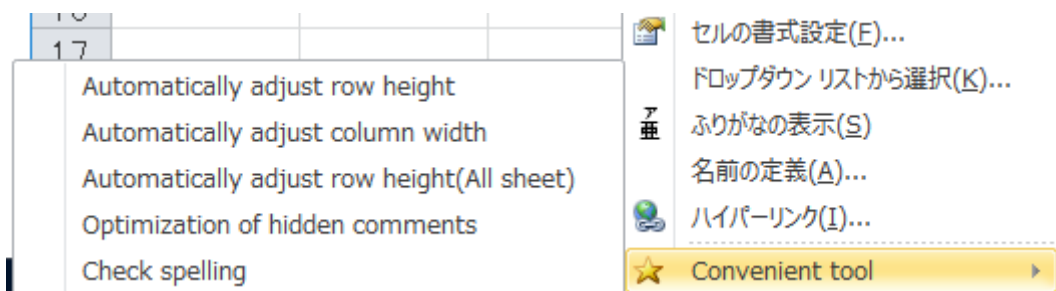 17
Automatically adjust row height
Automatically adjust column width
Automatically adjust row height(All sheet)
Optimization of hidden comments
Check spelling
セルの書式設定(F)...
ドロップダウン リストから選択(K)...
ア亜 ふりがなの表示(S)
名前の定義(A)...
ハイパーリンク(I)...
Convenient tool